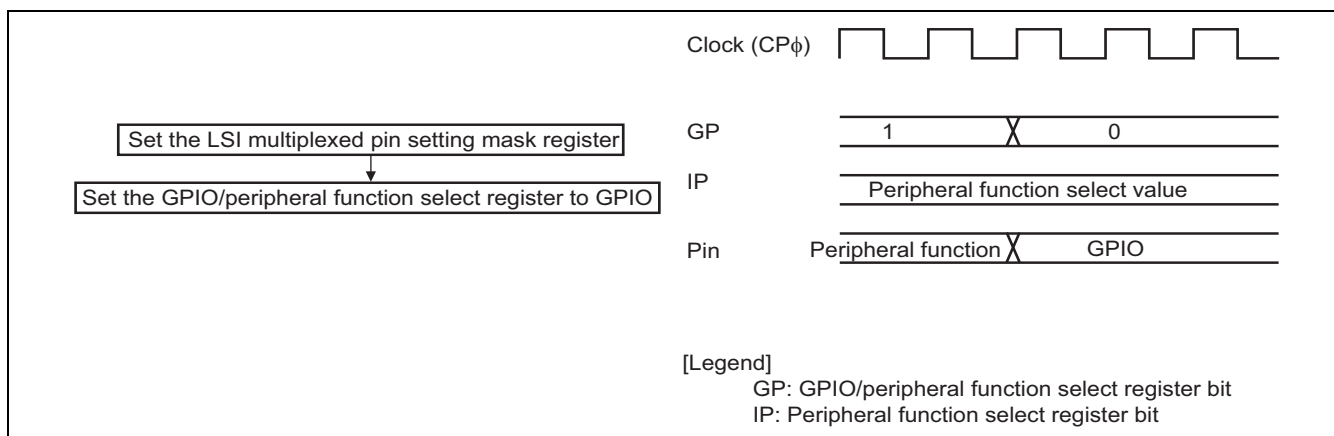 Set the LSI multiplexed pin setting mask register
Set the GPIO/peripheral function select register to GPIO
Clock (CPϕ)
GP 1 0
IP Peripheral function select value
Pin Peripheral function GPIO
[Legend]
GP: GPIO/peripheral function select register bit
IP: Peripheral function select register bit